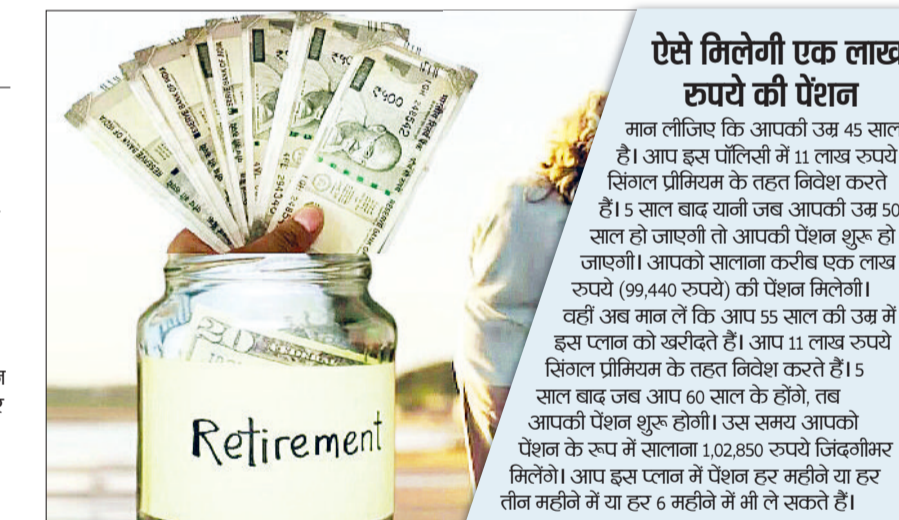 ऐसे मिलेगी एक लाख
रुपये की पेंशन
मान लीजिए कि आपकी उम्र 45 साल
है। आप इस पॉलिसी में 11 लाख रुपये
सिंगल प्रीमियम के तहत निवेश करते
हैं। 5 साल बाद यानी जब आपकी उम्र 50
साल हो जाएगी तो आपकी पेंशन शुरू हो
जाएगी। आपको सालाना करीब एक लाख
रुपये (99,440 रुपये) की पेंशन मिलेगी।
वहीं अब मान लें कि आप 55 साल की उम्र में
इस प्लान को खरीदते हैं। आप 11 लाख रुपये
सिंगल प्रीमियम के तहत निवेश करते हैं। 5
साल बाद जब आप 60 साल के होंगे, तब
आपकी पेंशन शुरू होगी। उस समय आपको
पेंशन के रूप में सालाना 1,02,850 रुपये जिंदगीभर
मिलेंगे। आप इस प्लान में पेंशन हर महीने या हर
तीन महीने में या हर 6 महीने में भी ले सकते हैं।
Retirement